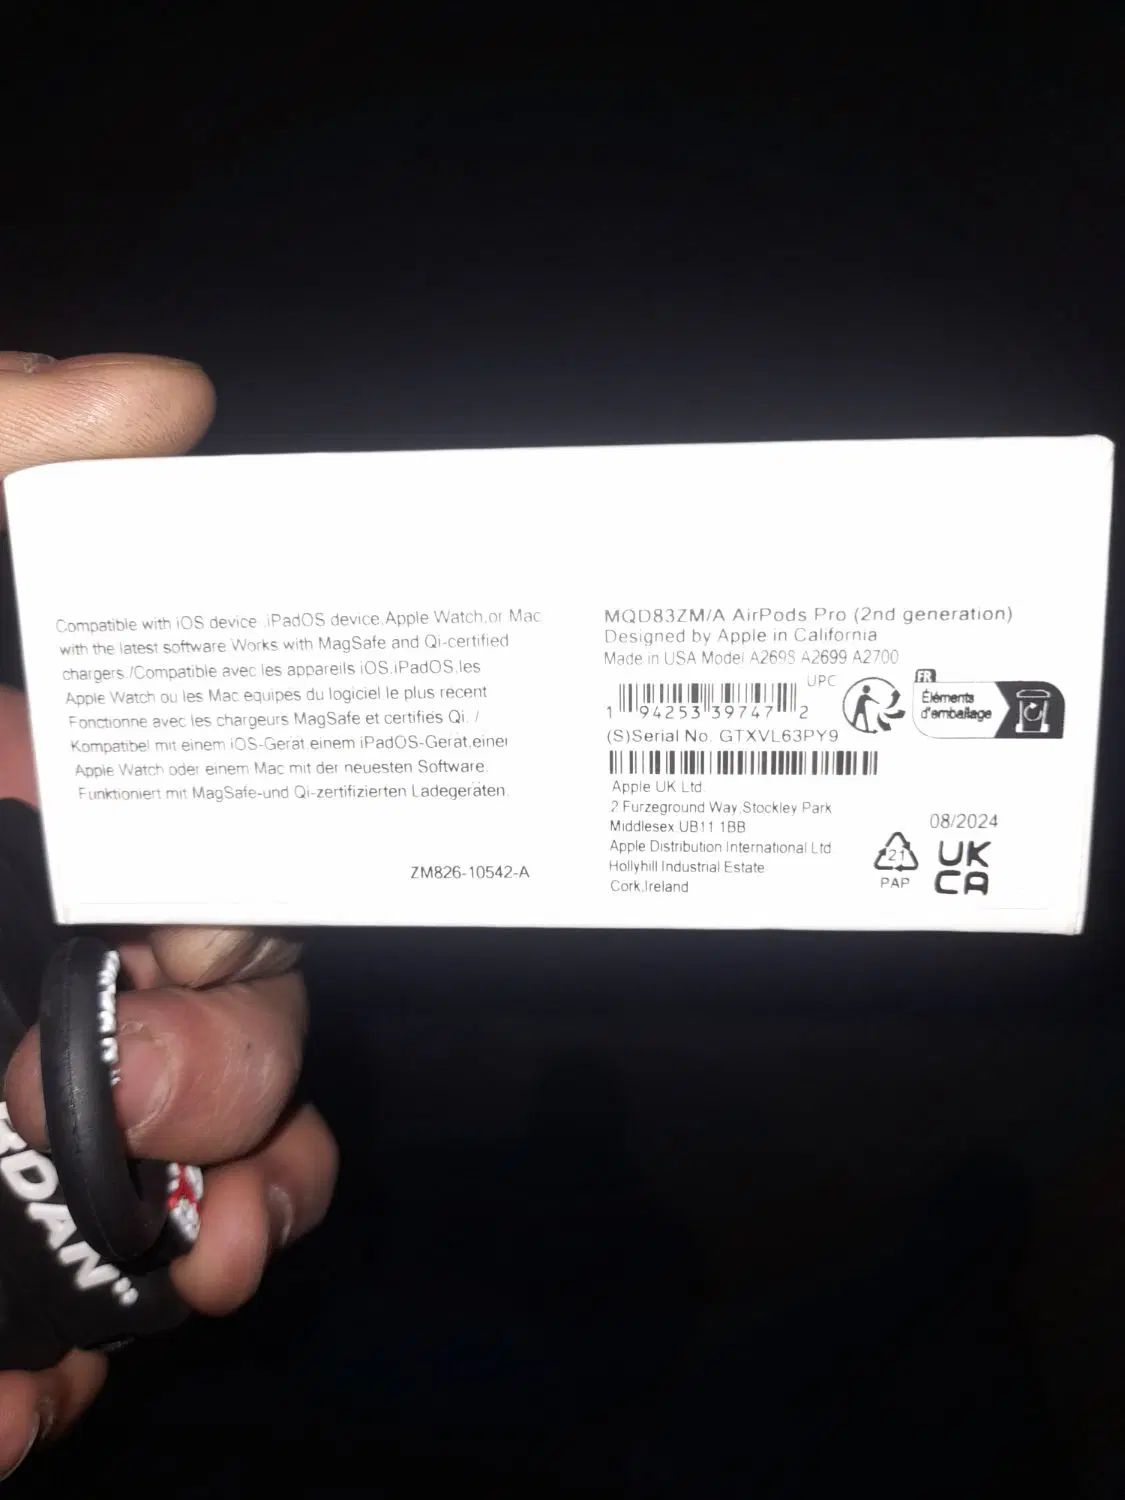 Compatible with iOS device .iPadOS device,Apple Watch,or Mac
with the latest software Works with MagSafe and Qi-certified
chargers./Compatible avec les appareils iOS,iPadOS,les
Apple Watch ou les Mac equipes du logiciel le plus récent
Fonctionne avec les chargeurs MagSafe et certifiés Qi. /
Kompatibel mit einem iOS-Gerät,einem iPadOS-Gerät,einer
Apple Watch oder einem Mac mit der neuesten Software.
Funktioniert mit MagSafe-und Qi-zertifizierten Ladegeräten.
ZM826-10542-A
MQD83ZM/A AirPods Pro (2nd generation)
Designed by Apple in California
Made in USA Model A2698 A2699 A2700
UPC
1 94253 39747 2
(S)Serial No. GTXVL63PY9
FR
Éléments
d'emballage
Apple UK Ltd.
2 Furzeground Way,Stockley Park
Middlesex UB11 1BB
Apple Distribution International Ltd.
Hollyhill Industrial Estate
Cork,Ireland
08/2024
21
PAP
UK
CA
DAN"